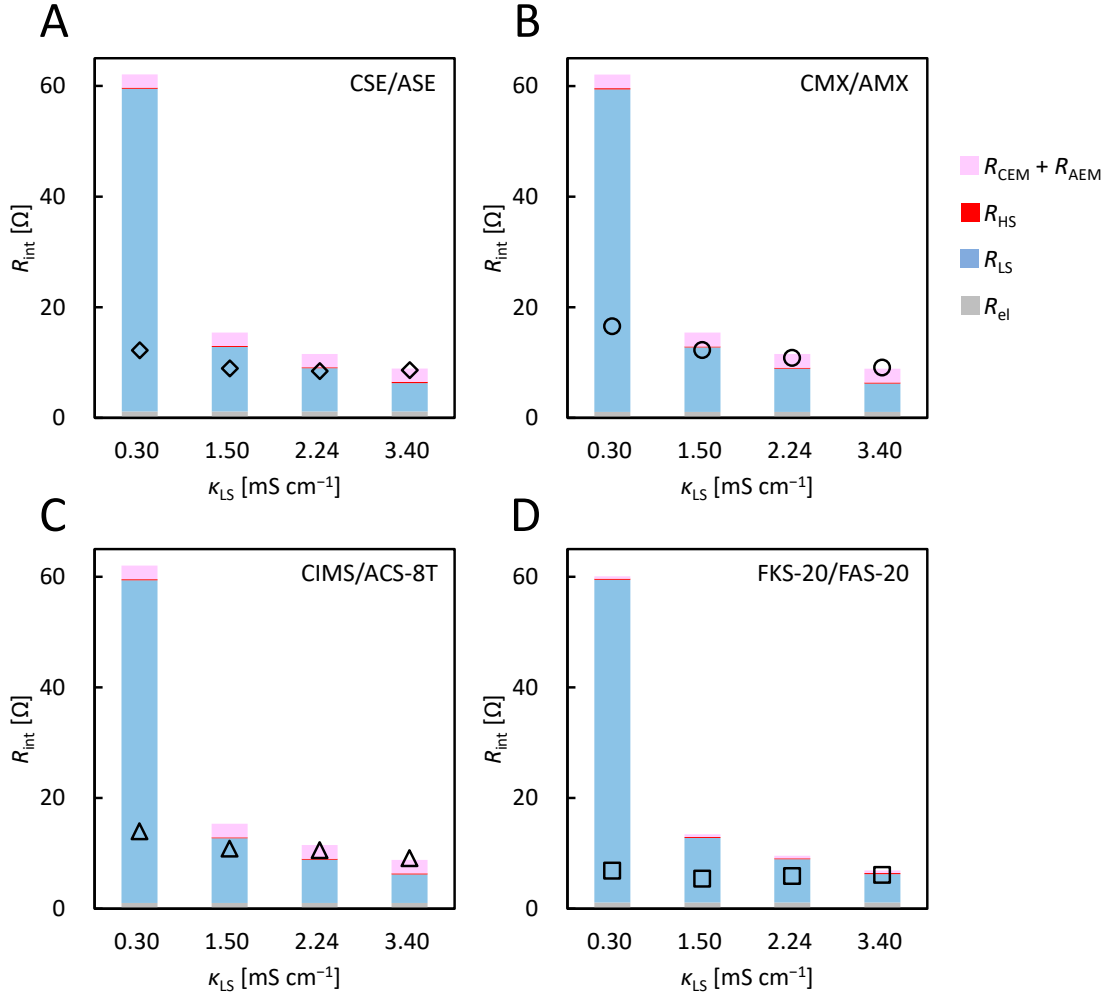 A
CSE/ASE
60
40
20
0
R_int [Ω]
0.30 1.50 2.24 3.40
κ_LS [mS cm⁻¹]
B
CMX/AMX
60
40
20
0
R_int [Ω]
0.30 1.50 2.24 3.40
κ_LS [mS cm⁻¹]
R_CEM + R_AEM
R_HS
R_LS
R_el
C
CIMS/ACS-8T
60
40
20
0
R_int [Ω]
0.30 1.50 2.24 3.40
κ_LS [mS cm⁻¹]
D
FKS-20/FAS-20
60
40
20
0
R_int [Ω]
0.30 1.50 2.24 3.40
κ_LS [mS cm⁻¹]